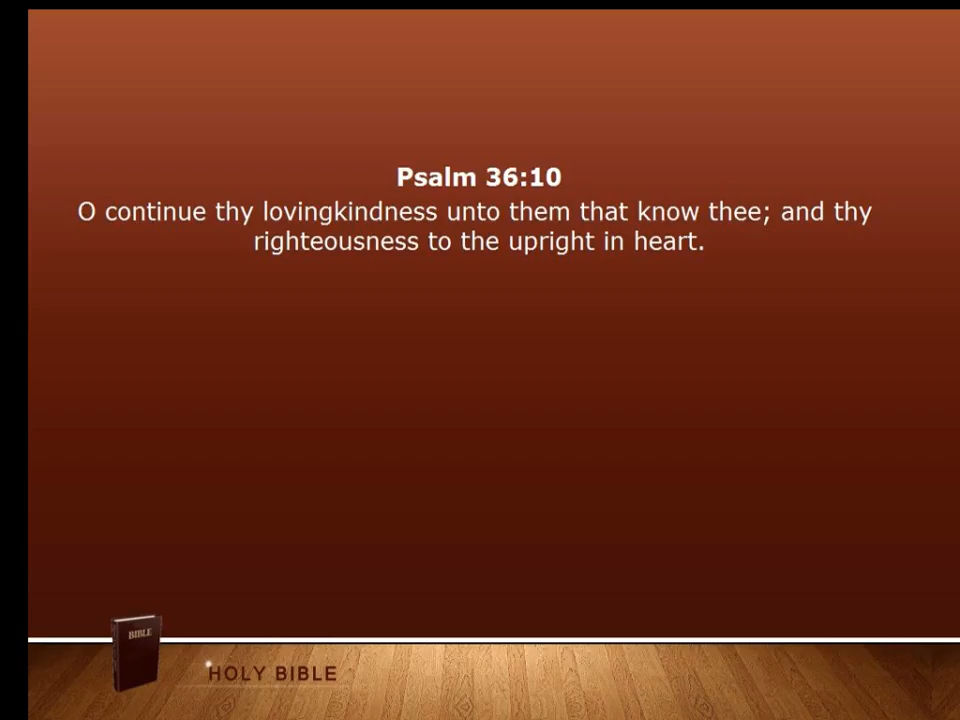 Psalm 36:10
O continue thy lovingkindness unto them that know thee; and thy
righteousness to the upright in heart.
BIBLE
HOLY BIBLE